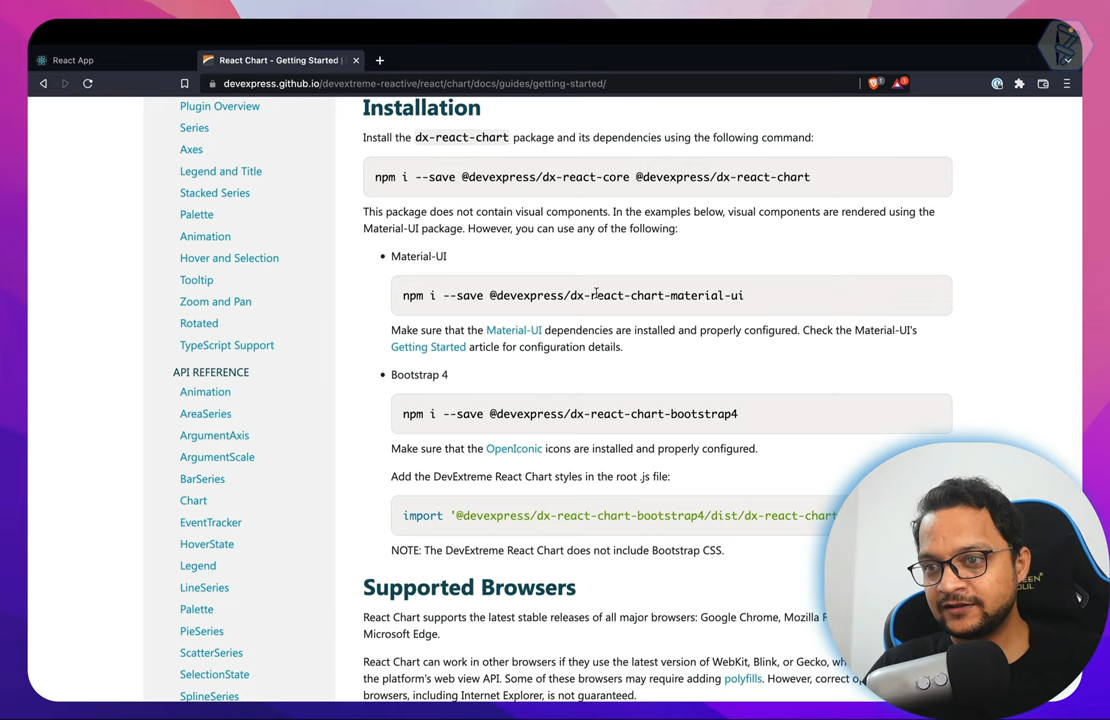 React App
React Chart - Getting Started |
devexpress.github.io/devextreme-reactive/react/chart/docs/guides/getting-started/
Plugin Overview
Series
Axes
Legend and Title
Stacked Series
Palette
Animation
Hover and Selection
Tooltip
Zoom and Pan
Rotated
TypeScript Support
API REFERENCE
Animation
AreaSeries
ArgumentAxis
ArgumentScale
BarSeries
Chart
EventTracker
HoverState
Legend
LineSeries
Palette
PieSeries
ScatterSeries
SelectionState
SplineSeries
Installation
Install the dx-react-chart package and its dependencies using the following command:
npm i --save @devexpress/dx-react-core @devexpress/dx-react-chart
This package does not contain visual components. In the examples below, visual components are rendered using the
Material-UI package. However, you can use any of the following:
• Material-UI
npm i --save @devexpress/dx-react-chart-material-ui
Make sure that the Material-UI dependencies are installed and properly configured. Check the Material-UI's
Getting Started article for configuration details.
• Bootstrap 4
npm i --save @devexpress/dx-react-chart-bootstrap4
Make sure that the OpenIconic icons are installed and properly configured.
Add the DevExtreme React Chart styles in the root .js file:
import '@devexpress/dx-react-chart-bootstrap4/dist/dx-react-chart
NOTE: The DevExtreme React Chart does not include Bootstrap CSS.
Supported Browsers
React Chart supports the latest stable releases of all major browsers: Google Chrome, Mozilla F
Microsoft Edge.
React Chart can work in other browsers if they use the latest version of WebKit, Blink, or Gecko, wh
the platform's web view API. Some of these browsers may require adding polyfills. However, correct o
browsers, including Internet Explorer, is not guaranteed.